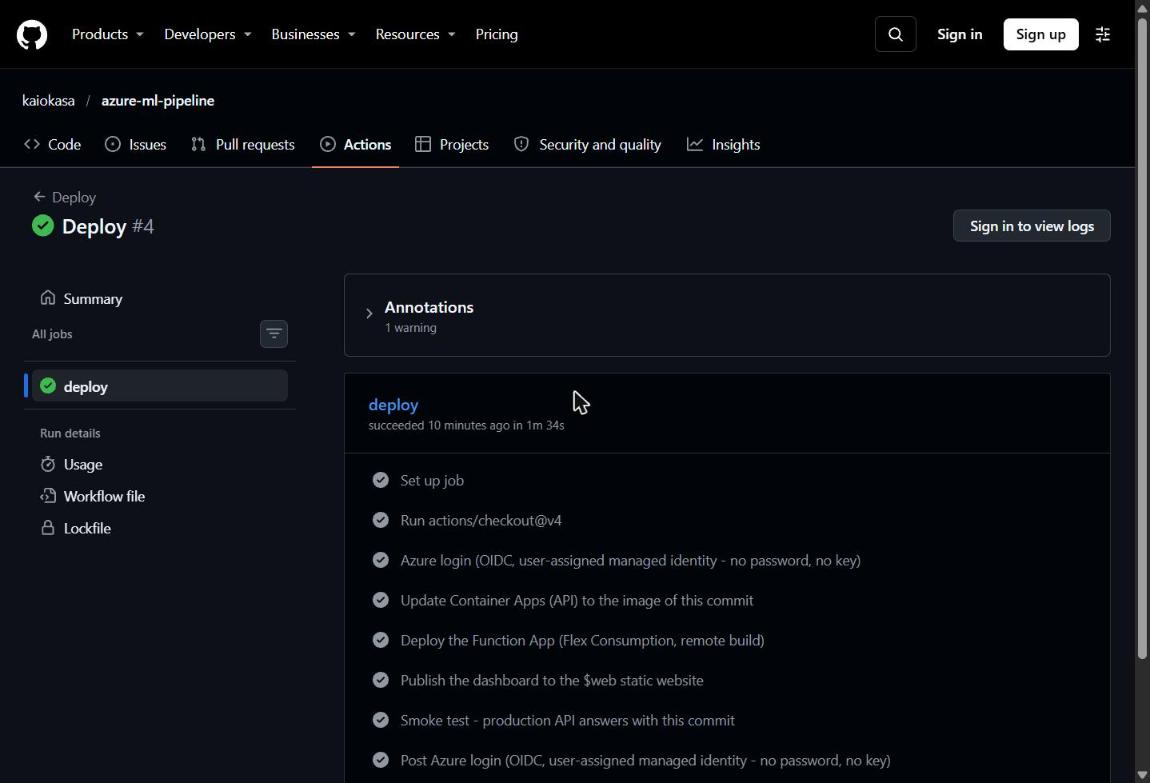 Products Developers Businesses Resources Pricing Sign in Sign up
kaiokasa / azure-ml-pipeline
Code Issues Pull requests Actions Projects Security and quality Insights
Deploy
Deploy #4
Sign in to view logs
Summary
All jobs
deploy
Run details
Usage
Workflow file
Lockfile
Annotations
1 warning
deploy
succeeded 10 minutes ago in 1m 34s
Set up job
Run actions/checkout@v4
Azure login (OIDC, user-assigned managed identity - no password, no key)
Update Container Apps (API) to the image of this commit
Deploy the Function App (Flex Consumption, remote build)
Publish the dashboard to the $web static website
Smoke test - production API answers with this commit
Post Azure login (OIDC, user-assigned managed identity - no password, no key)